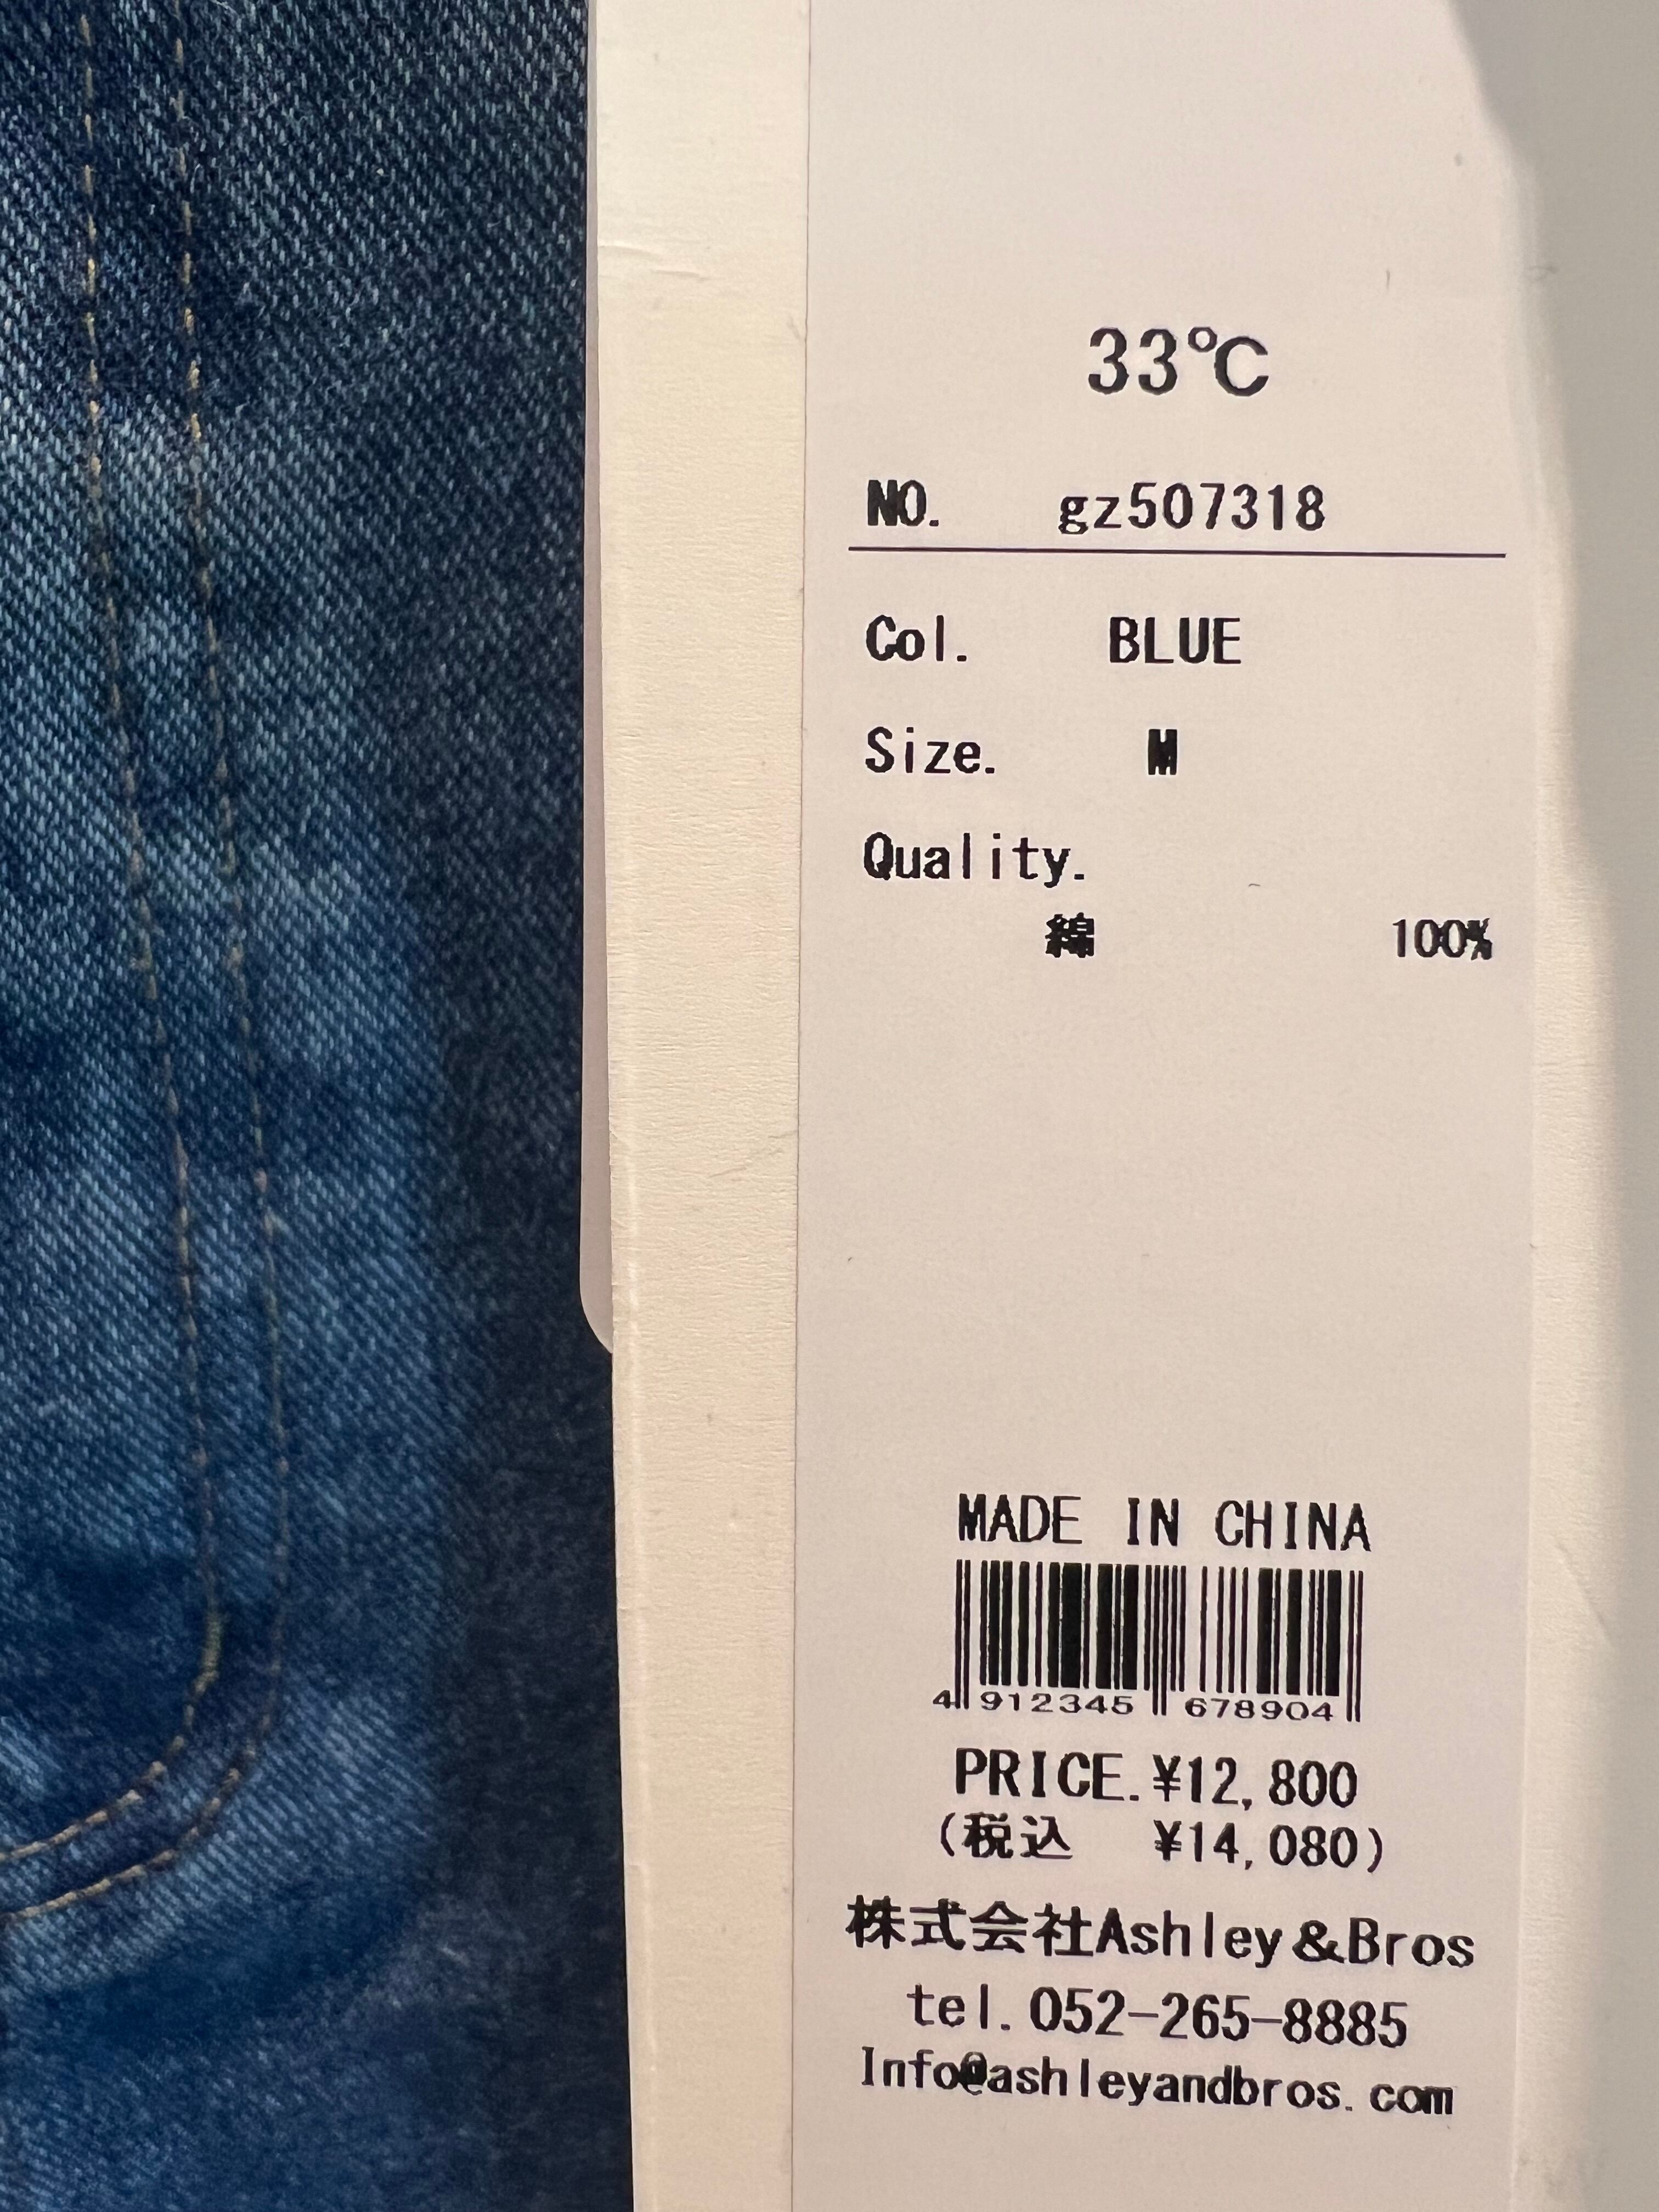 33℃
NO. gz507318
Col. BLUE
Size. M
Quality.
綿 100%
MADE IN CHINA
4 912345 678904
PRICE.¥12,800
(税込 ¥14,080)
株式会社Ashley&Bros
tel.052-265-8885
Info@ashleyandbros.com